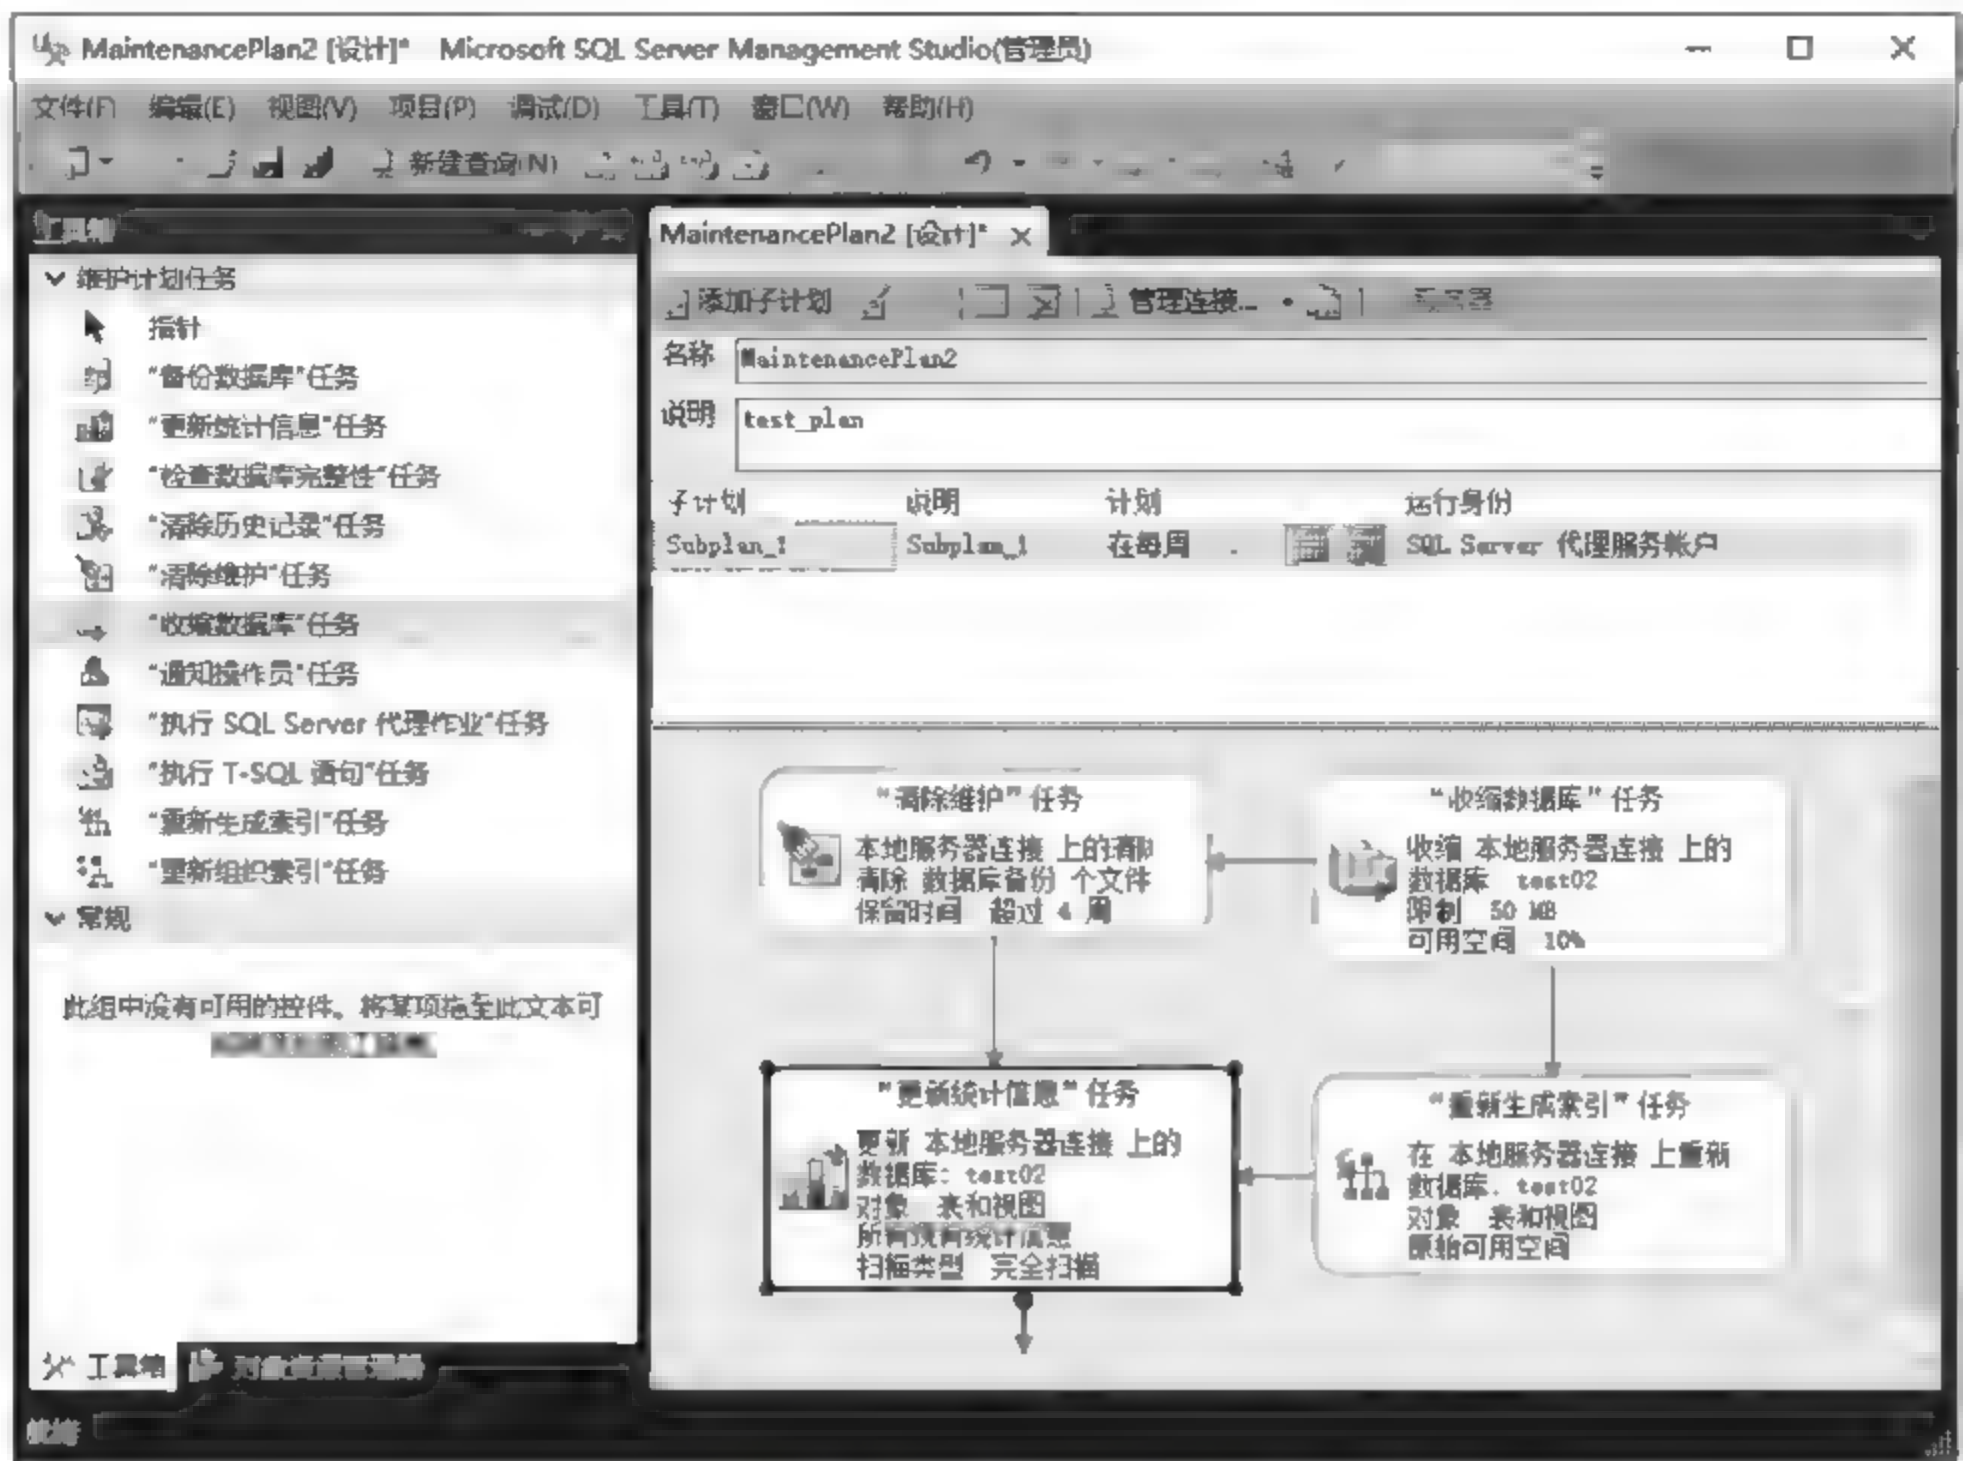 MaintenancePlan2 [设计]* Microsoft SQL Server Management Studio(管理员)
文件(F) 编辑(E) 视图(V) 项目(P) 调试(D) 工具(T) 窗口(W) 帮助(H)
新建查询(N)
工具箱
MaintenancePlan2 [设计]*
维护计划任务
指针
"备份数据库"任务
"更新统计信息"任务
"检查数据库完整性"任务
"清除历史记录"任务
"清除维护"任务
"收缩数据库"任务
"通知操作员"任务
"执行 SQL Server 代理作业"任务
"执行 T-SQL 语句"任务
"重新生成索引"任务
"重新组织索引"任务
常规
此组中没有可用的控件。将某项拖至此文本可
添加子计划 管理连接...
名称 MaintenancePlan2
说明 test_plan
子计划 说明 计划 运行身份
Subplan_1 Subplan_1 在每周 SQL Server 代理服务帐户
"清除维护"任务
本地服务器连接 上的清除
清除 数据库备份 个文件
保留时间 超过 4 周
"收缩数据库"任务
收缩 本地服务器连接 上的
数据库 test02
限制 50 MB
可用空间 10%
"更新统计信息"任务
更新 本地服务器连接 上的
数据库: test02
对象 表和视图
所有现有统计信息
扫描类型 完全扫描
"重新生成索引"任务
在 本地服务器连接 上重新
数据库. test02
对象 表和视图
原始可用空间
工具箱 对象资源管理器
就绪